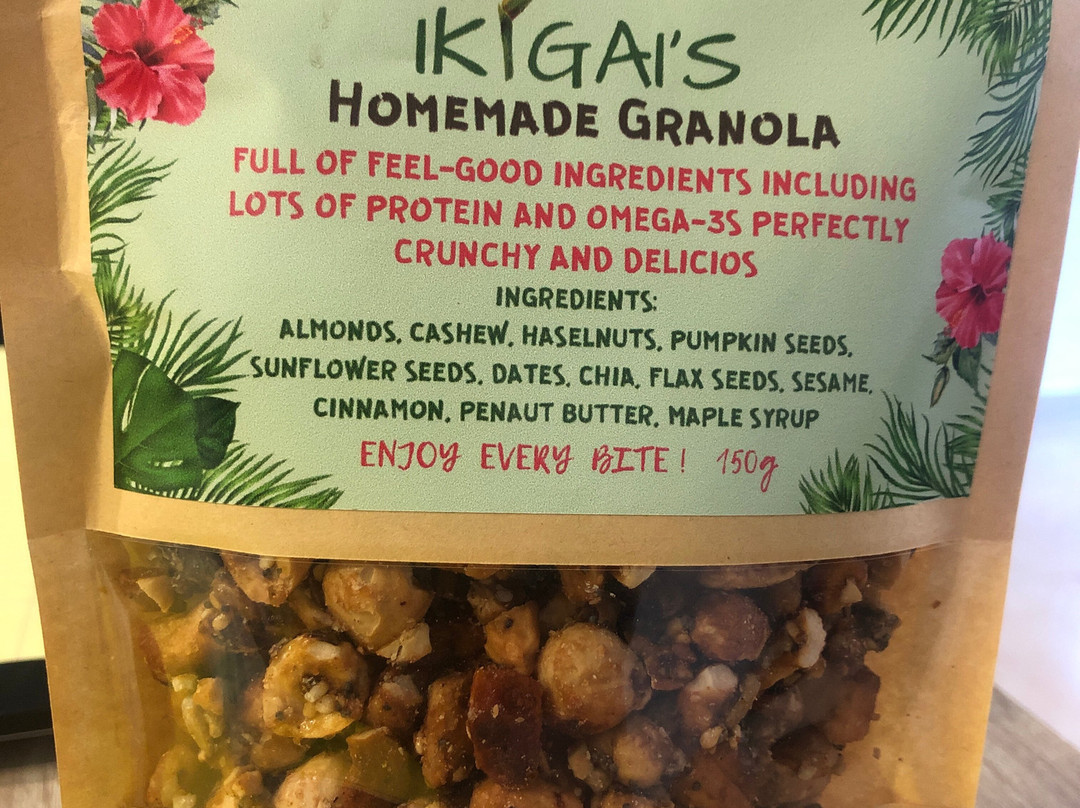 IKIGAI'S
HOMEMADE GRANOLA
FULL OF FEEL-GOOD INGREDIENTS INCLUDING
LOTS OF PROTEIN AND OMEGA-3S PERFECTLY
CRUNCHY AND DELICIOS
INGREDIENTS:
ALMONDS, CASHEW, HASELNUTS, PUMPKIN SEEDS,
SUNFLOWER SEEDS, DATES, CHIA, FLAX SEEDS, SESAME,
CINNAMON, PENAUT BUTTER, MAPLE SYRUP
ENJOY EVERY BITE! 150g